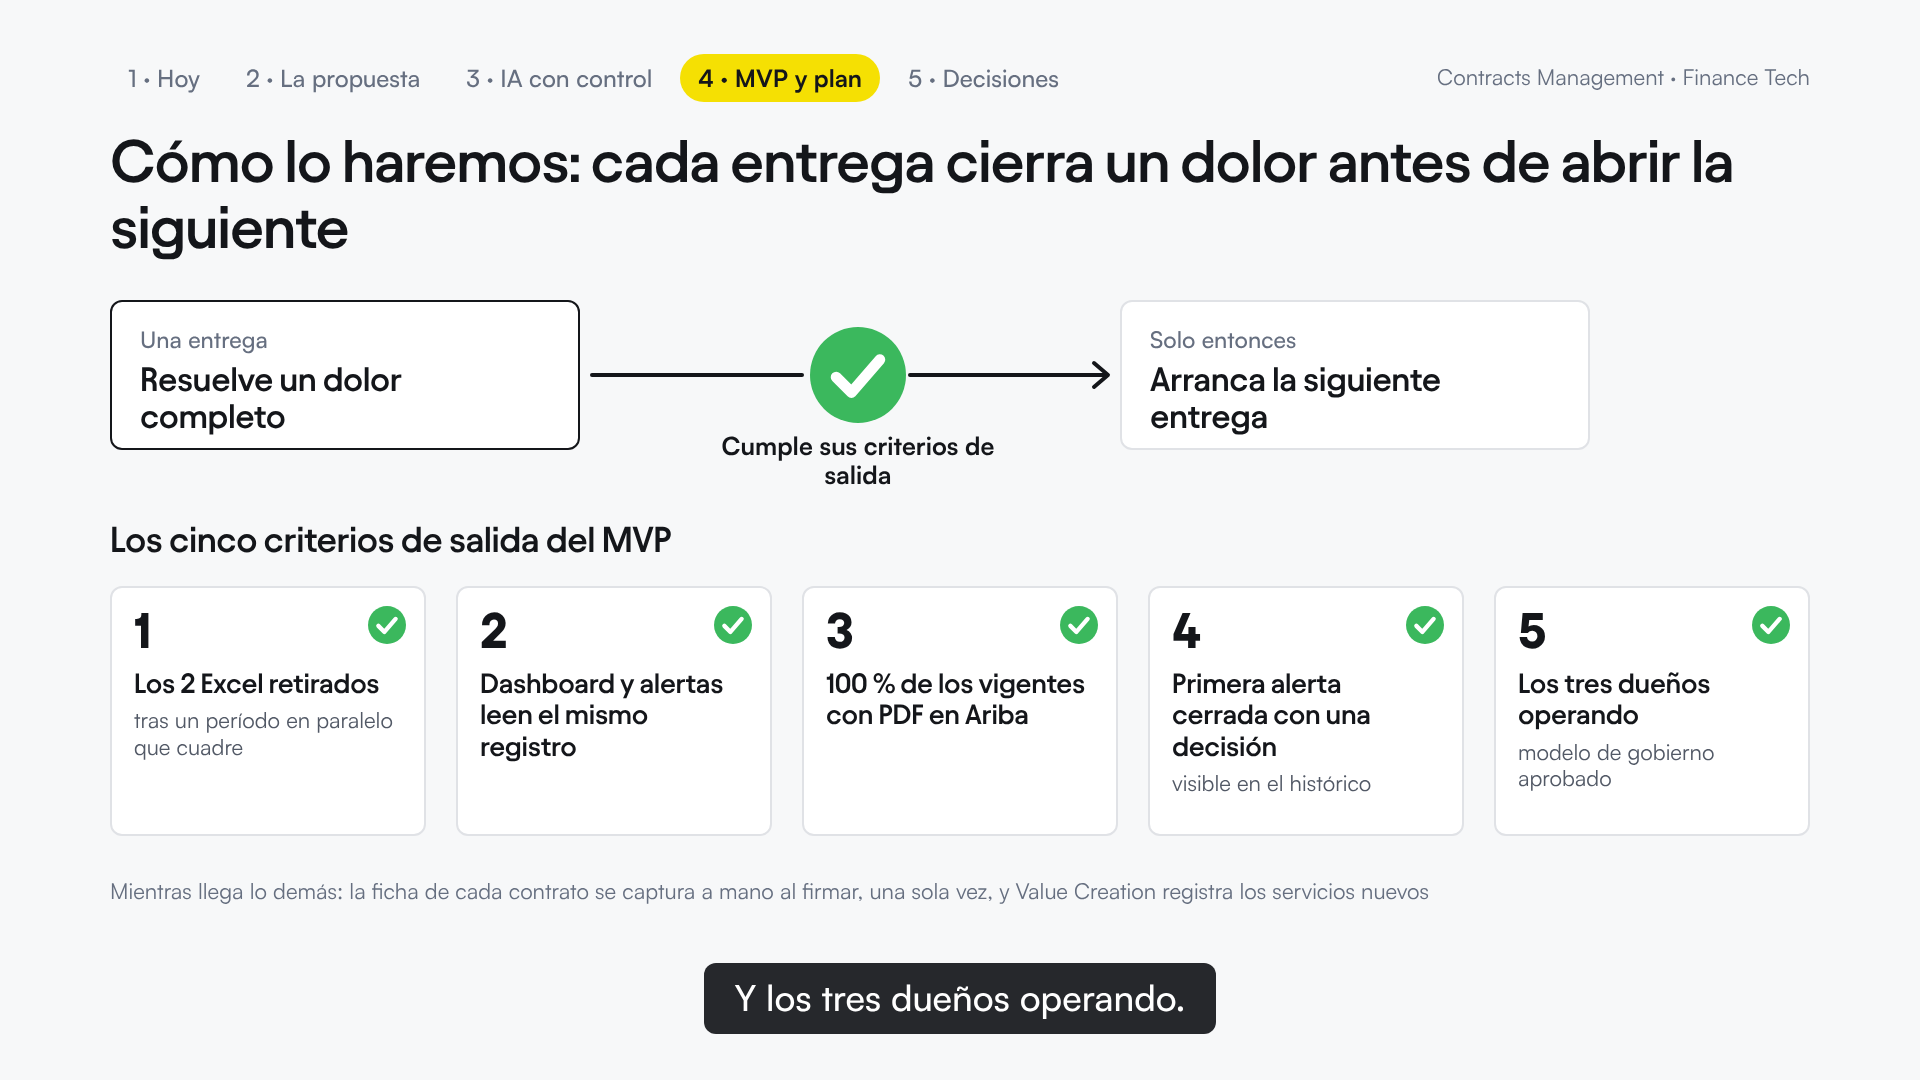 1 · Hoy
2 · La propuesta
3 · IA con control
4 · MVP y plan
5 · Decisiones
Contracts Management · Finance Tech
Cómo lo haremos: cada entrega cierra un dolor antes de abrir la
siguiente
Una entrega
Resuelve un dolor
completo
Cumple sus criterios de
salida
Solo entonces
Arranca la siguiente
entrega
Los cinco criterios de salida del MVP
1
Los 2 Excel retirados
tras un período en paralelo
que cuadre
2
Dashboard y alertas
leen el mismo
registro
3
100 % de los vigentes
con PDF en Ariba
4
Primera alerta
cerrada con una
decisión
visible en el histórico
5
Los tres dueños
operando
modelo de gobierno
aprobado
Mientras llega lo demás: la ficha de cada contrato se captura a mano al firmar, una sola vez, y Value Creation registra los servicios nuevos
Y los tres dueños operando.